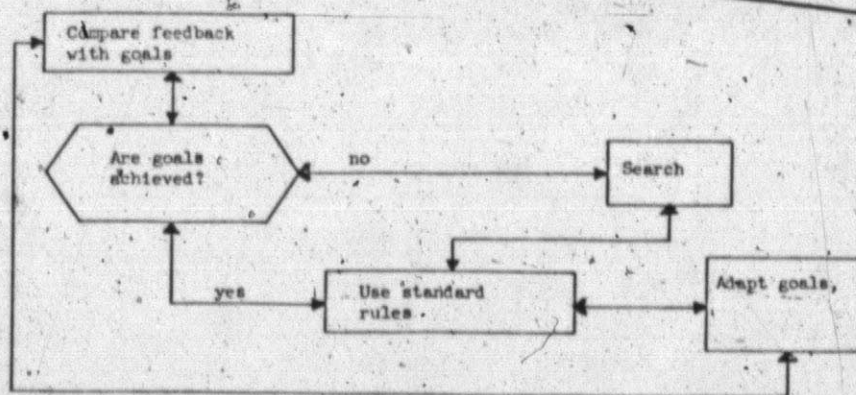 Compare feedback
with goals
Are goals
achieved?
no
Search
yes
Use standard
rules
Adapt goals,